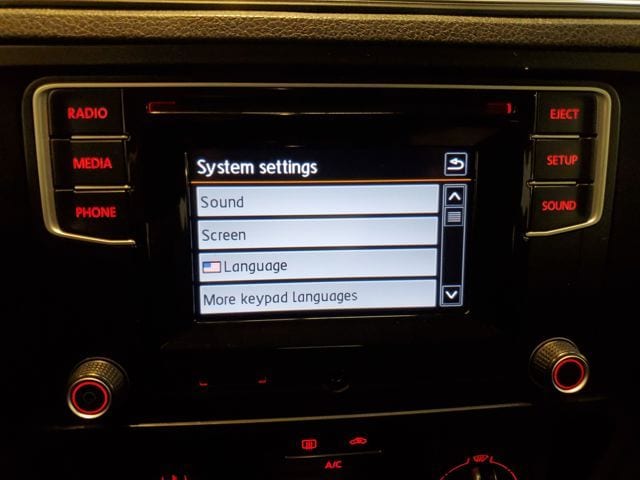 RADIO
MEDIA
PHONE
System settings
Sound
Screen
Language
More keypad languages
EJECT
SETUP
SOUND
A/C